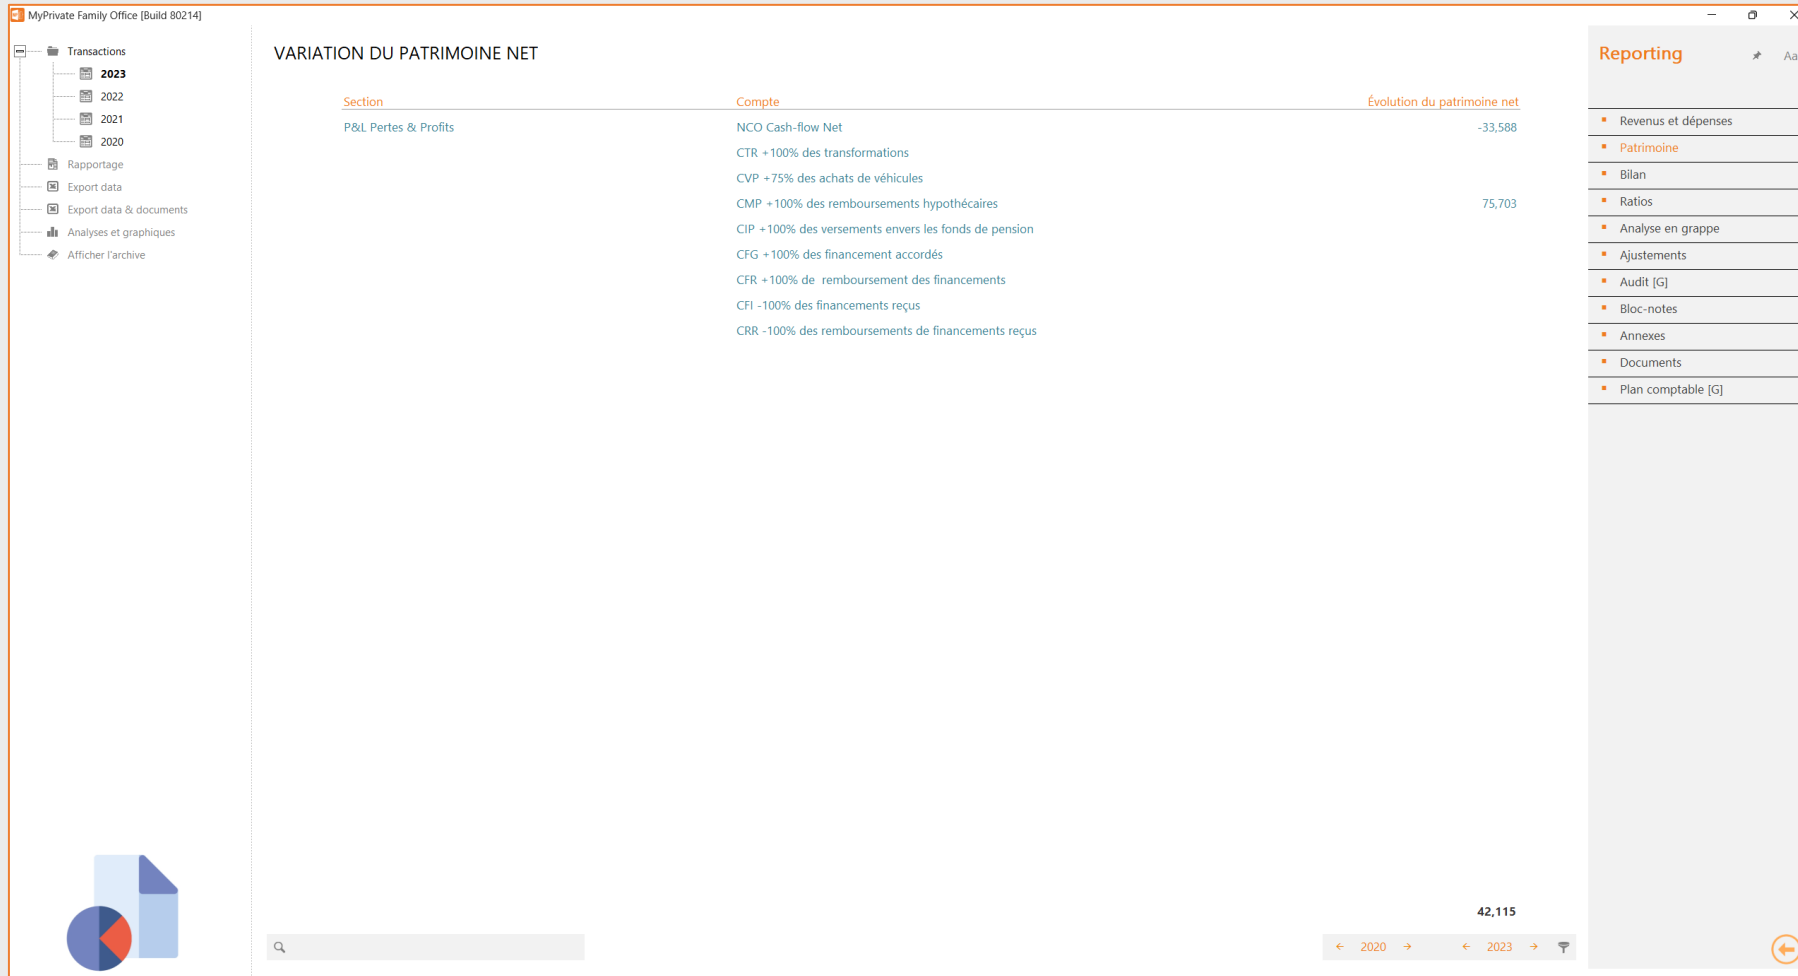 MyPrivate Family Office [Build 80214]
Transactions
2023
2022
2021
2020
Rapportage
Export data
Export data & documents
Analyses et graphiques
Afficher l'archive
VARIATION DU PATRIMOINE NET
Section Compte Évolution du patrimoine net
P&L Pertes & Profits NCO Cash-flow Net -33,588
CTR +100% des transformations
CVP +75% des achats de véhicules
CMP +100% des remboursements hypothécaires 75,703
CIP +100% des versements envers les fonds de pension
CFG +100% des financement accordés
CFR +100% de remboursement des financements
CFI -100% des financements reçus
CRR -100% des remboursements de financements reçus
42,115
2020 2023
Reporting Aa
Revenus et dépenses
Patrimoine
Bilan
Ratios
Analyse en grappe
Ajustements
Audit [G]
Bloc-notes
Annexes
Documents
Plan comptable [G]